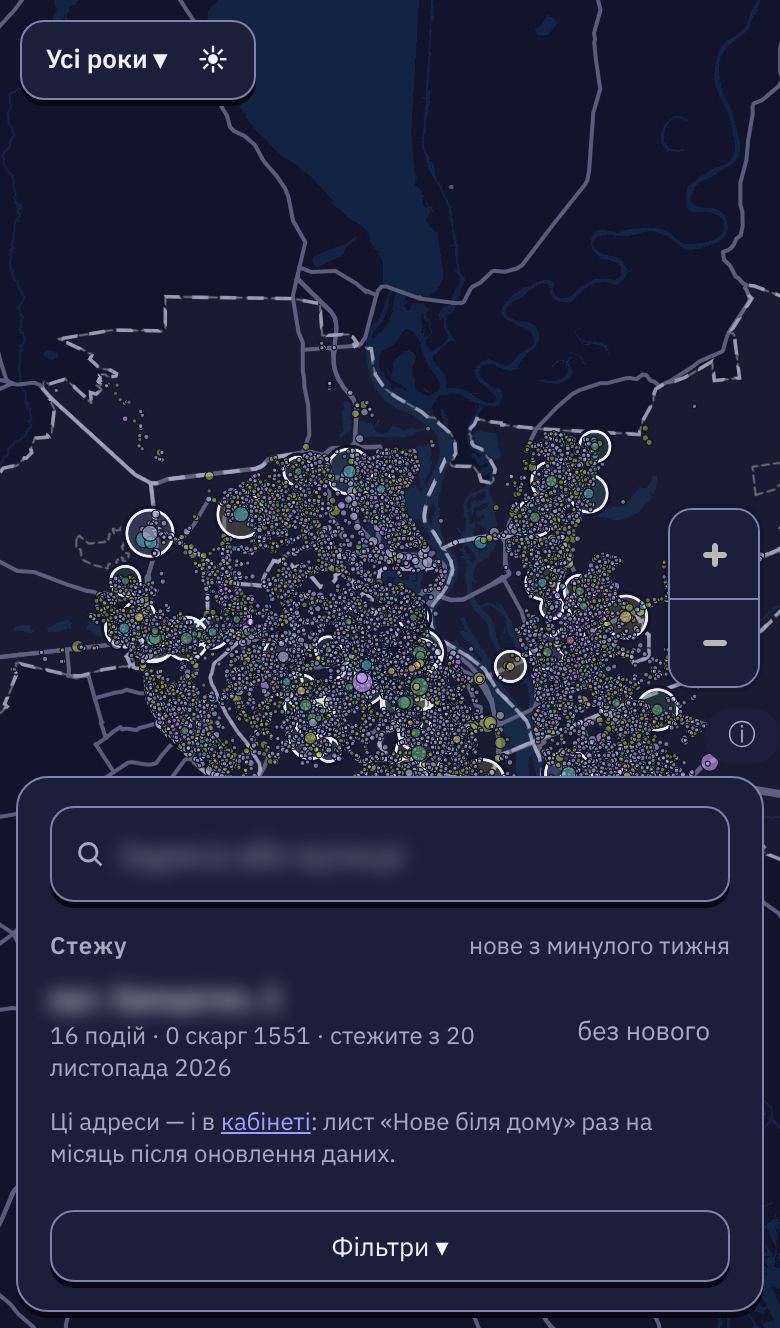 Усі роки ▾
Стежу
нове з минулого тижня
16 подій · 0 скарг 1551 · стежите з 20
листопада 2026
без нового
Ці адреси — і в кабінеті: лист «Нове біля дому» раз на
місяць після оновлення даних.
Фільтри ▾